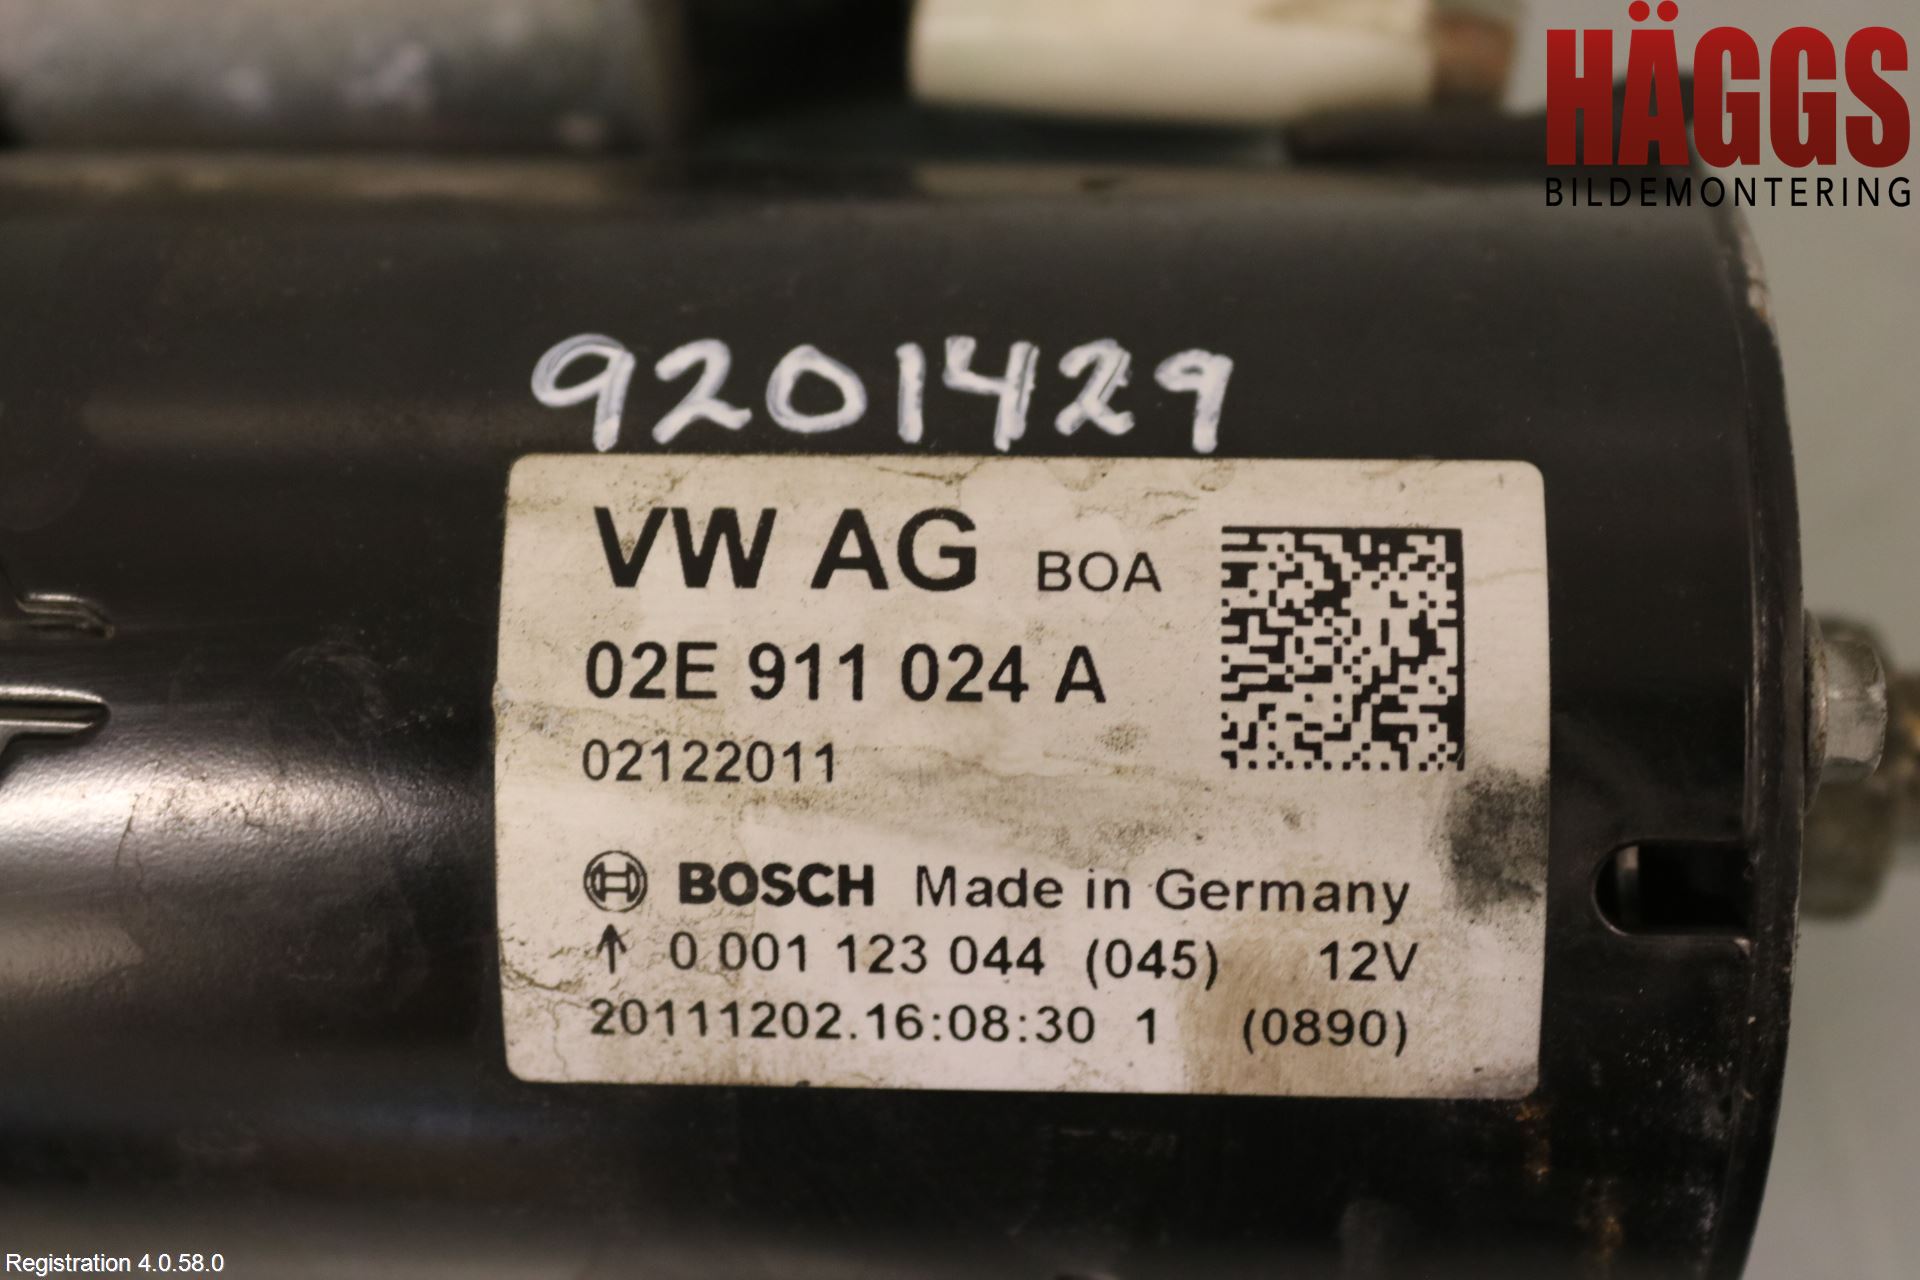 HÄGGS
BILDEMONTERING
9201429
VW AG BOA
02E 911 024 A
02122011
BOSCH Made in Germany
↑ 0 001 123 044 (045) 12V
20111202.16:08:30 1 (0890)
Registration 4.0.58.0